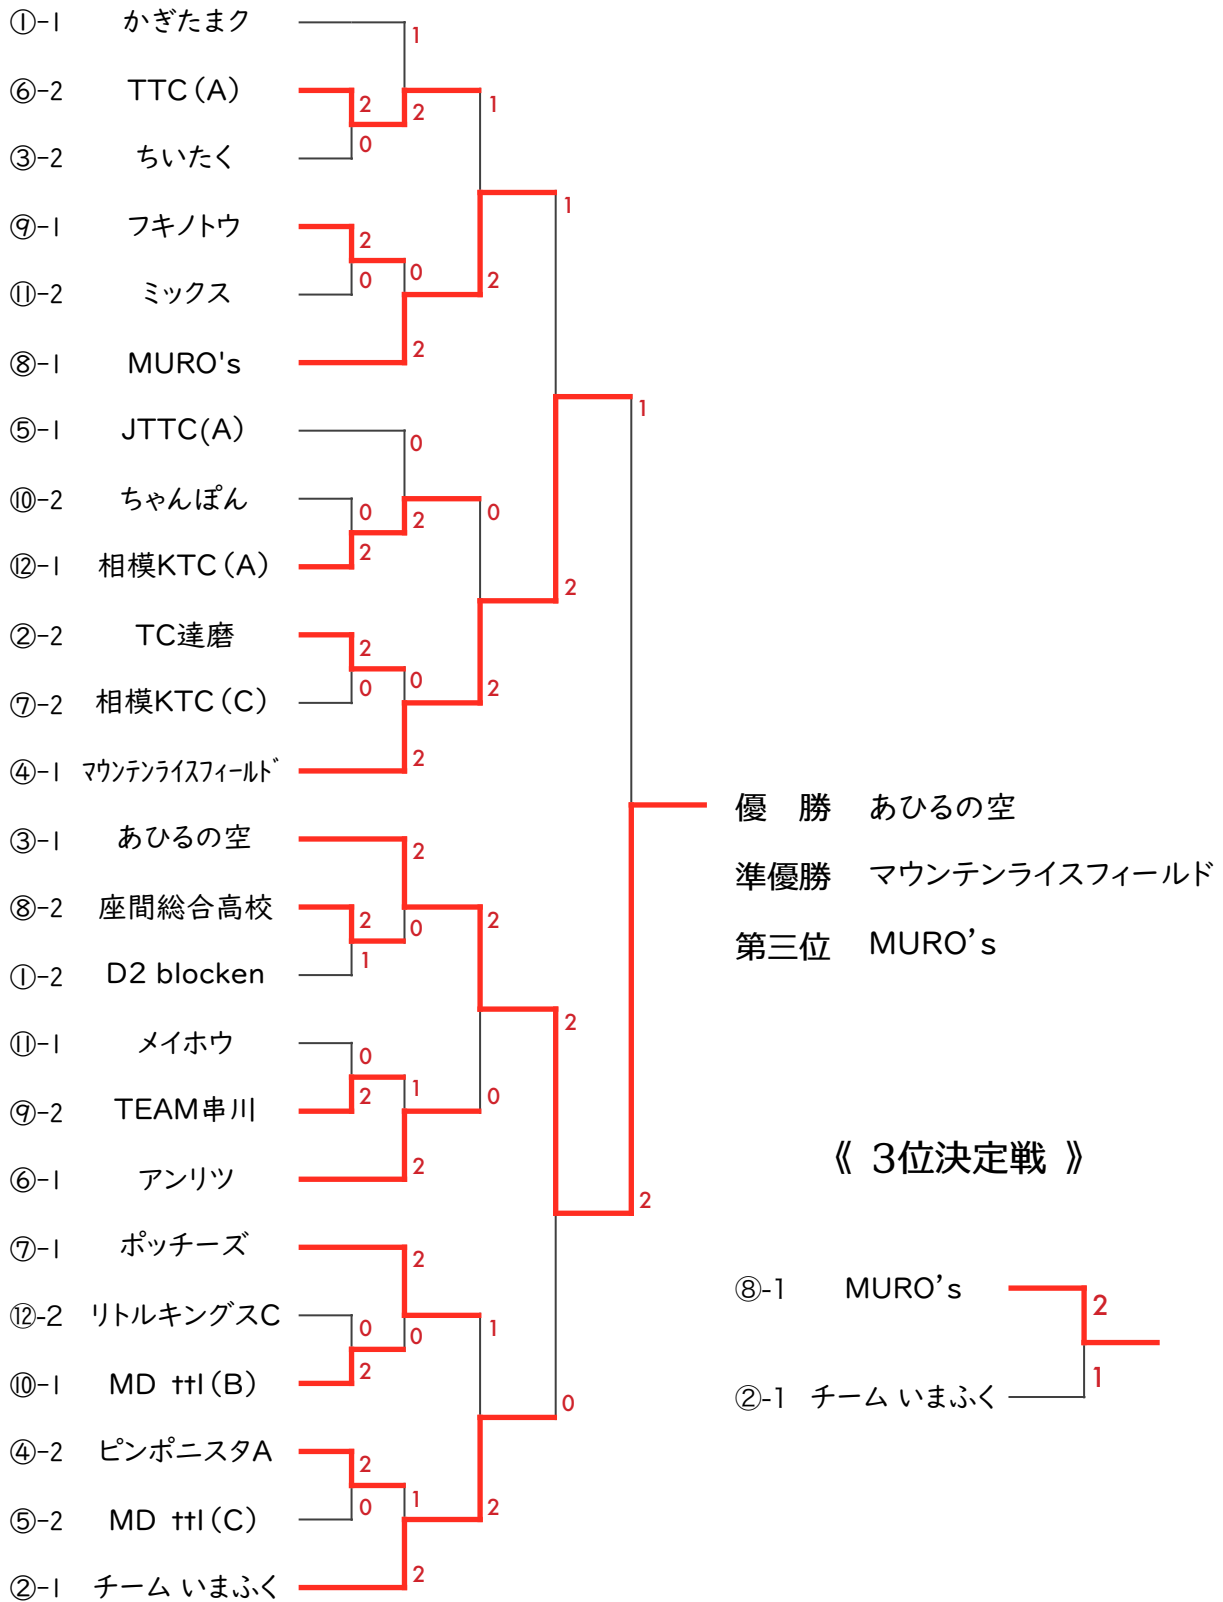 ①-1 かぎたまク
1
⑥-2 TTC(A)
2
2
1
0
③-2 ちいたく
1
⑨-1 フキノトウ
2
0
0
2
⑪-2 ミックス
2
⑧-1 MURO's
1
⑤-1 JTTC(A)
0
⑩-2 ちゃんぽん
0
2
0
2
⑫-1 相模KTC(A)
2
②-2 TC達磨
2
0
0
2
⑦-2 相模KTC(C)
2
④-1 マウンテンライスフィールド
優 勝 あひるの空
③-1 あひるの空
2
準優勝 マウンテンライスフィールド
⑧-2 座間総合高校
2
0
2
第三位 MURO’s
1
①-2 D2 blocken
2
⑪-1 メイホウ
0
1
2
0
⑨-2 TEAM串川
2
⑥-1 アンリツ
《 3位決定戦 》
2
⑦-1 ポッチーズ
2
⑫-2 リトルキングスC
0
0
1
2
⑩-1 MD ttl(B)
0
④-2 ピンポニスタA
2
1
0
2
⑤-2 MD ttl(C)
2
②-1 チーム いまふく
⑧-1 MURO’s
2
1
②-1 チーム いまふく